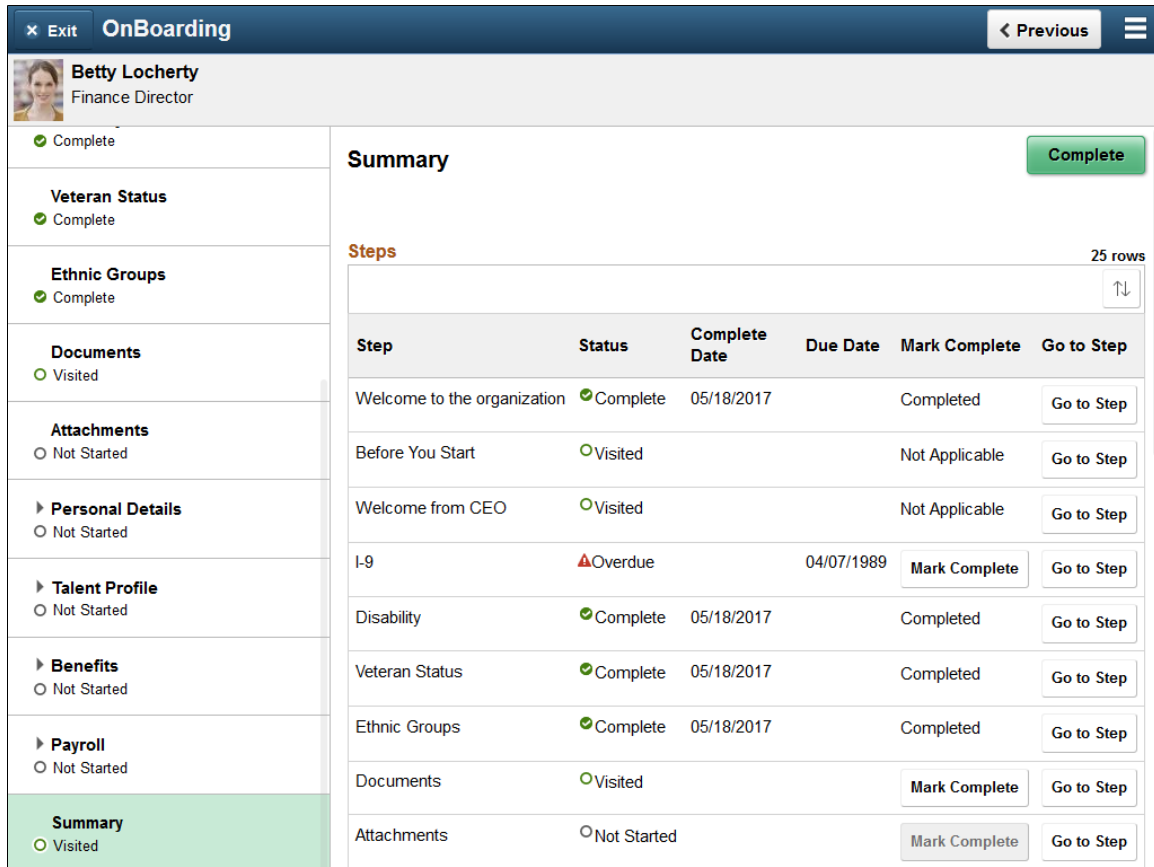 × Exit OnBoarding Previous
Betty Locherty
Finance Director
Complete
Veteran Status
Complete
Ethnic Groups
Complete
Documents
Visited
Attachments
Not Started
Personal Details
Not Started
Talent Profile
Not Started
Benefits
Not Started
Payroll
Not Started
Summary
Visited
Summary Complete
Steps 25 rows
Step Status Complete Date Due Date Mark Complete Go to Step
Welcome to the organization Complete 05/18/2017 Completed Go to Step
Before You Start Visited Not Applicable Go to Step
Welcome from CEO Visited Not Applicable Go to Step
I-9 Overdue 04/07/1989 Mark Complete Go to Step
Disability Complete 05/18/2017 Completed Go to Step
Veteran Status Complete 05/18/2017 Completed Go to Step
Ethnic Groups Complete 05/18/2017 Completed Go to Step
Documents Visited Mark Complete Go to Step
Attachments Not Started Mark Complete Go to Step